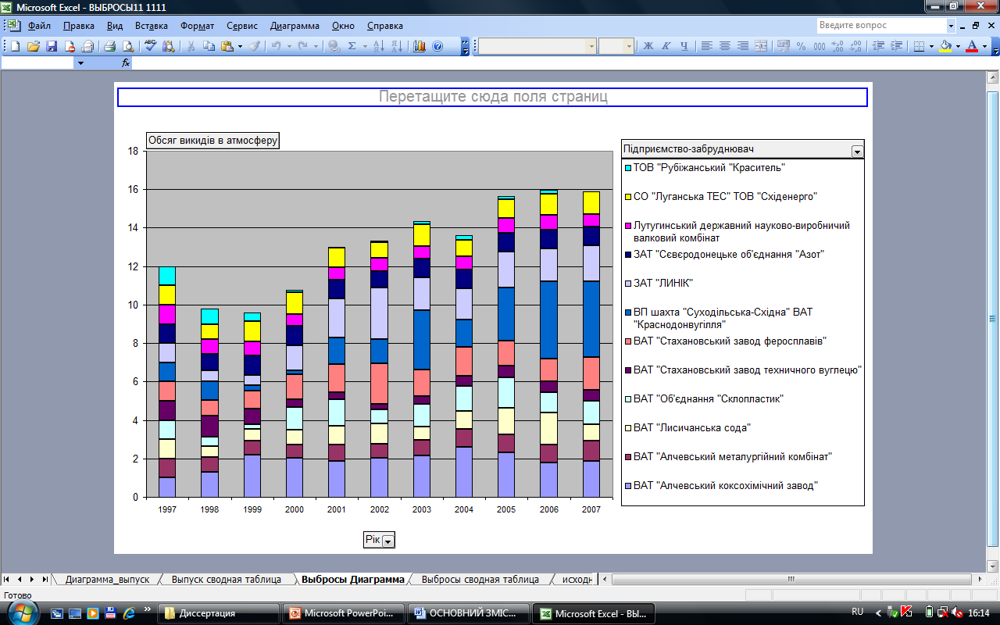 Microsoft Excel - ВЫБРОСЫ11 1111
Файл Правка Вид Вставка Формат Сервис Диаграмма Окно Справка
Введите вопрос
Ж К Ч
% 000
fx
Перетащите сюда поля страниц
Обсяг викидів в атмосферу
18
16
14
12
10
8
6
4
2
0
1997 1998 1999 2000 2001 2002 2003 2004 2005 2006 2007
Рік
Підприємство-забруднювач
ТОВ "Рубіжанський "Краситель"
СО "Луганська ТЕС" ТОВ "Східенерго"
Лутугинський державний науково-виробничий
валковий комбінат
ЗАТ "Сєвєродонецьке об'єднання "Азот"
ЗАТ "ЛИНІК"
ВП шахта "Суходільська-Східна" ВАТ
"Краснодонвугілля"
ВАТ "Стахановський завод феросплавів"
ВАТ "Стахановський завод техничного вуглецю"
ВАТ "Об'єднання "Склопластик"
ВАТ "Лисичанська сода"
ВАТ "Алчевський металургійний комбінат"
ВАТ "Алчевський коксохімічний завод"
Диаграмма_выпуск Выпуск сводная таблица Выбросы Диаграмма Выбросы сводная таблица исходн
Готово
Диссертация Microsoft PowerPoi... ОСНОВНИЙ ЗМІС... Microsoft Excel - ВЫ... RU 16:14